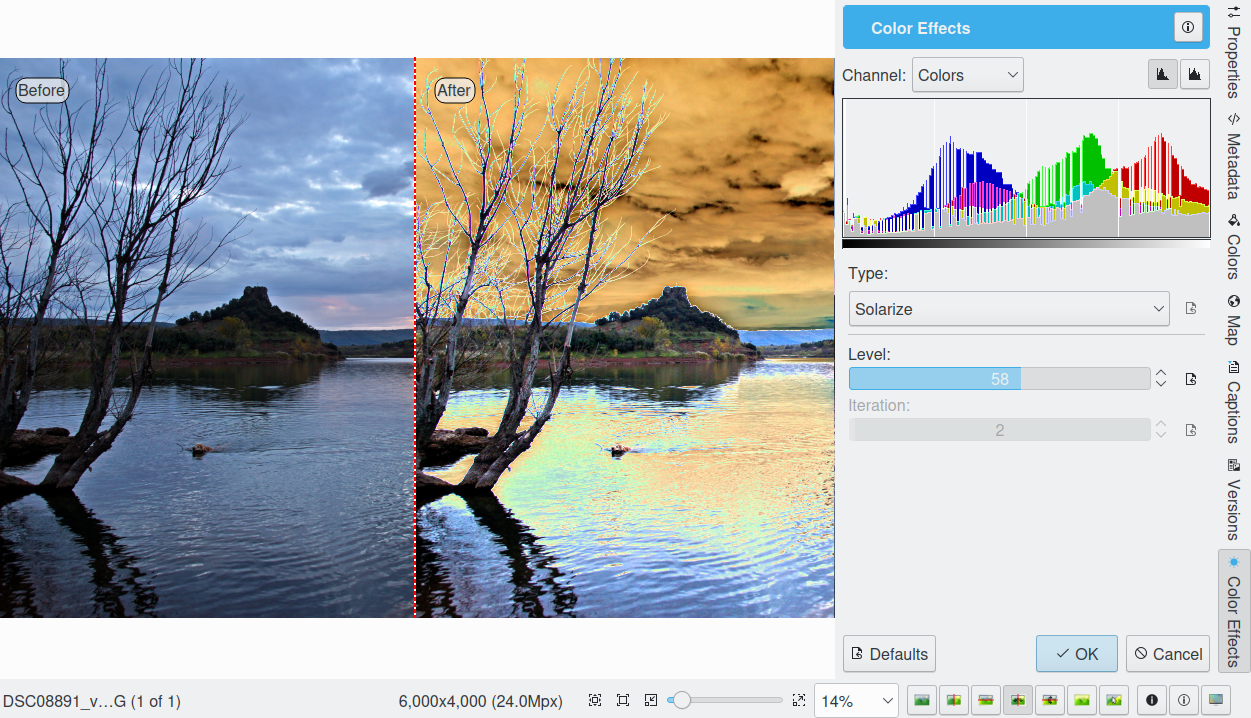 Color Effects
Before
After
Channel: Colors
Type:
Solarize
Level:
58
Iteration:
2
Defaults
OK
Cancel
Properties
Metadata
Colors
Map
Captions
Versions
Color Effects
DSC08891_v...G (1 of 1)
6,000x4,000 (24.0Mpx)
14%